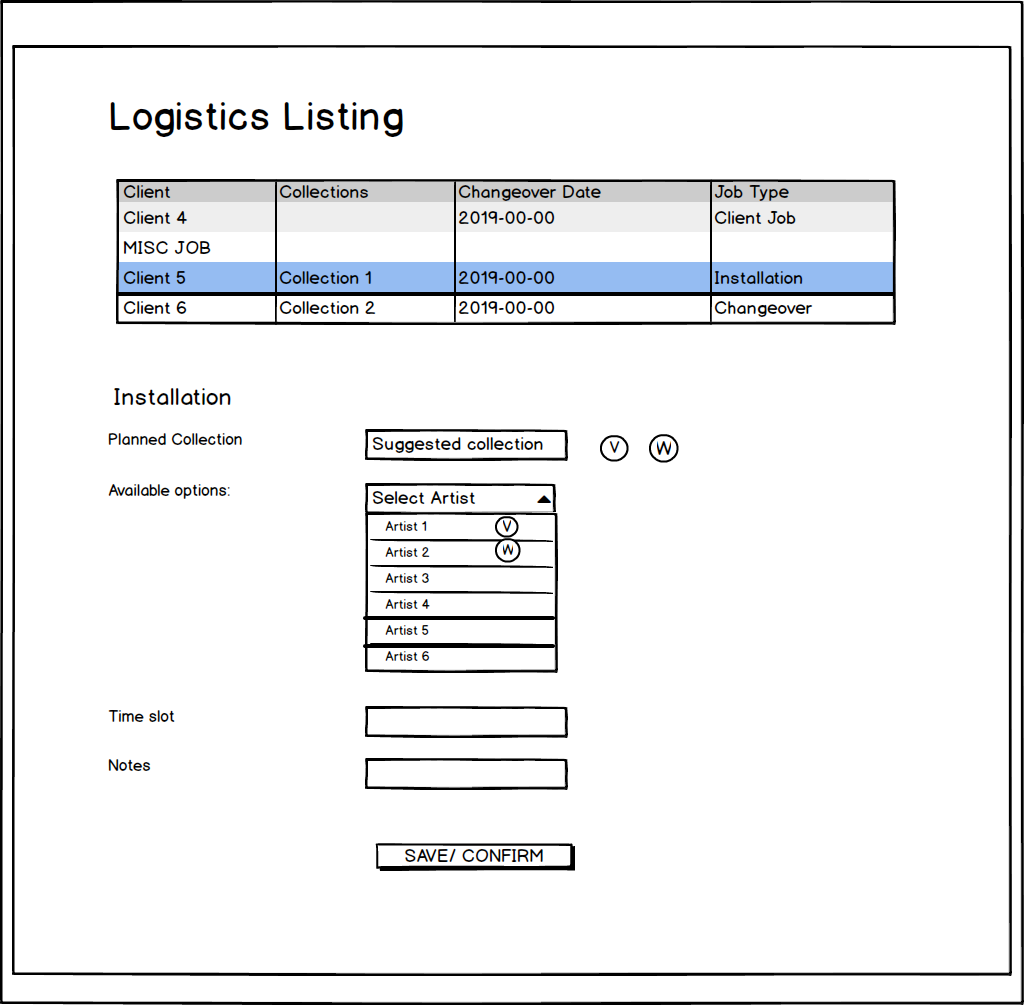 Logistics Listing
Client Collections Changeover Date Job Type
Client 4 2019-00-00 Client Job
MISC JOB
Client 5 Collection 1 2019-00-00 Installation
Client 6 Collection 2 2019-00-00 Changeover
Installation
Planned Collection Suggested collection V W
Available options: Select Artist
Artist 1 V
Artist 2 W
Artist 3
Artist 4
Artist 5
Artist 6
Time slot
Notes
SAVE/ CONFIRM